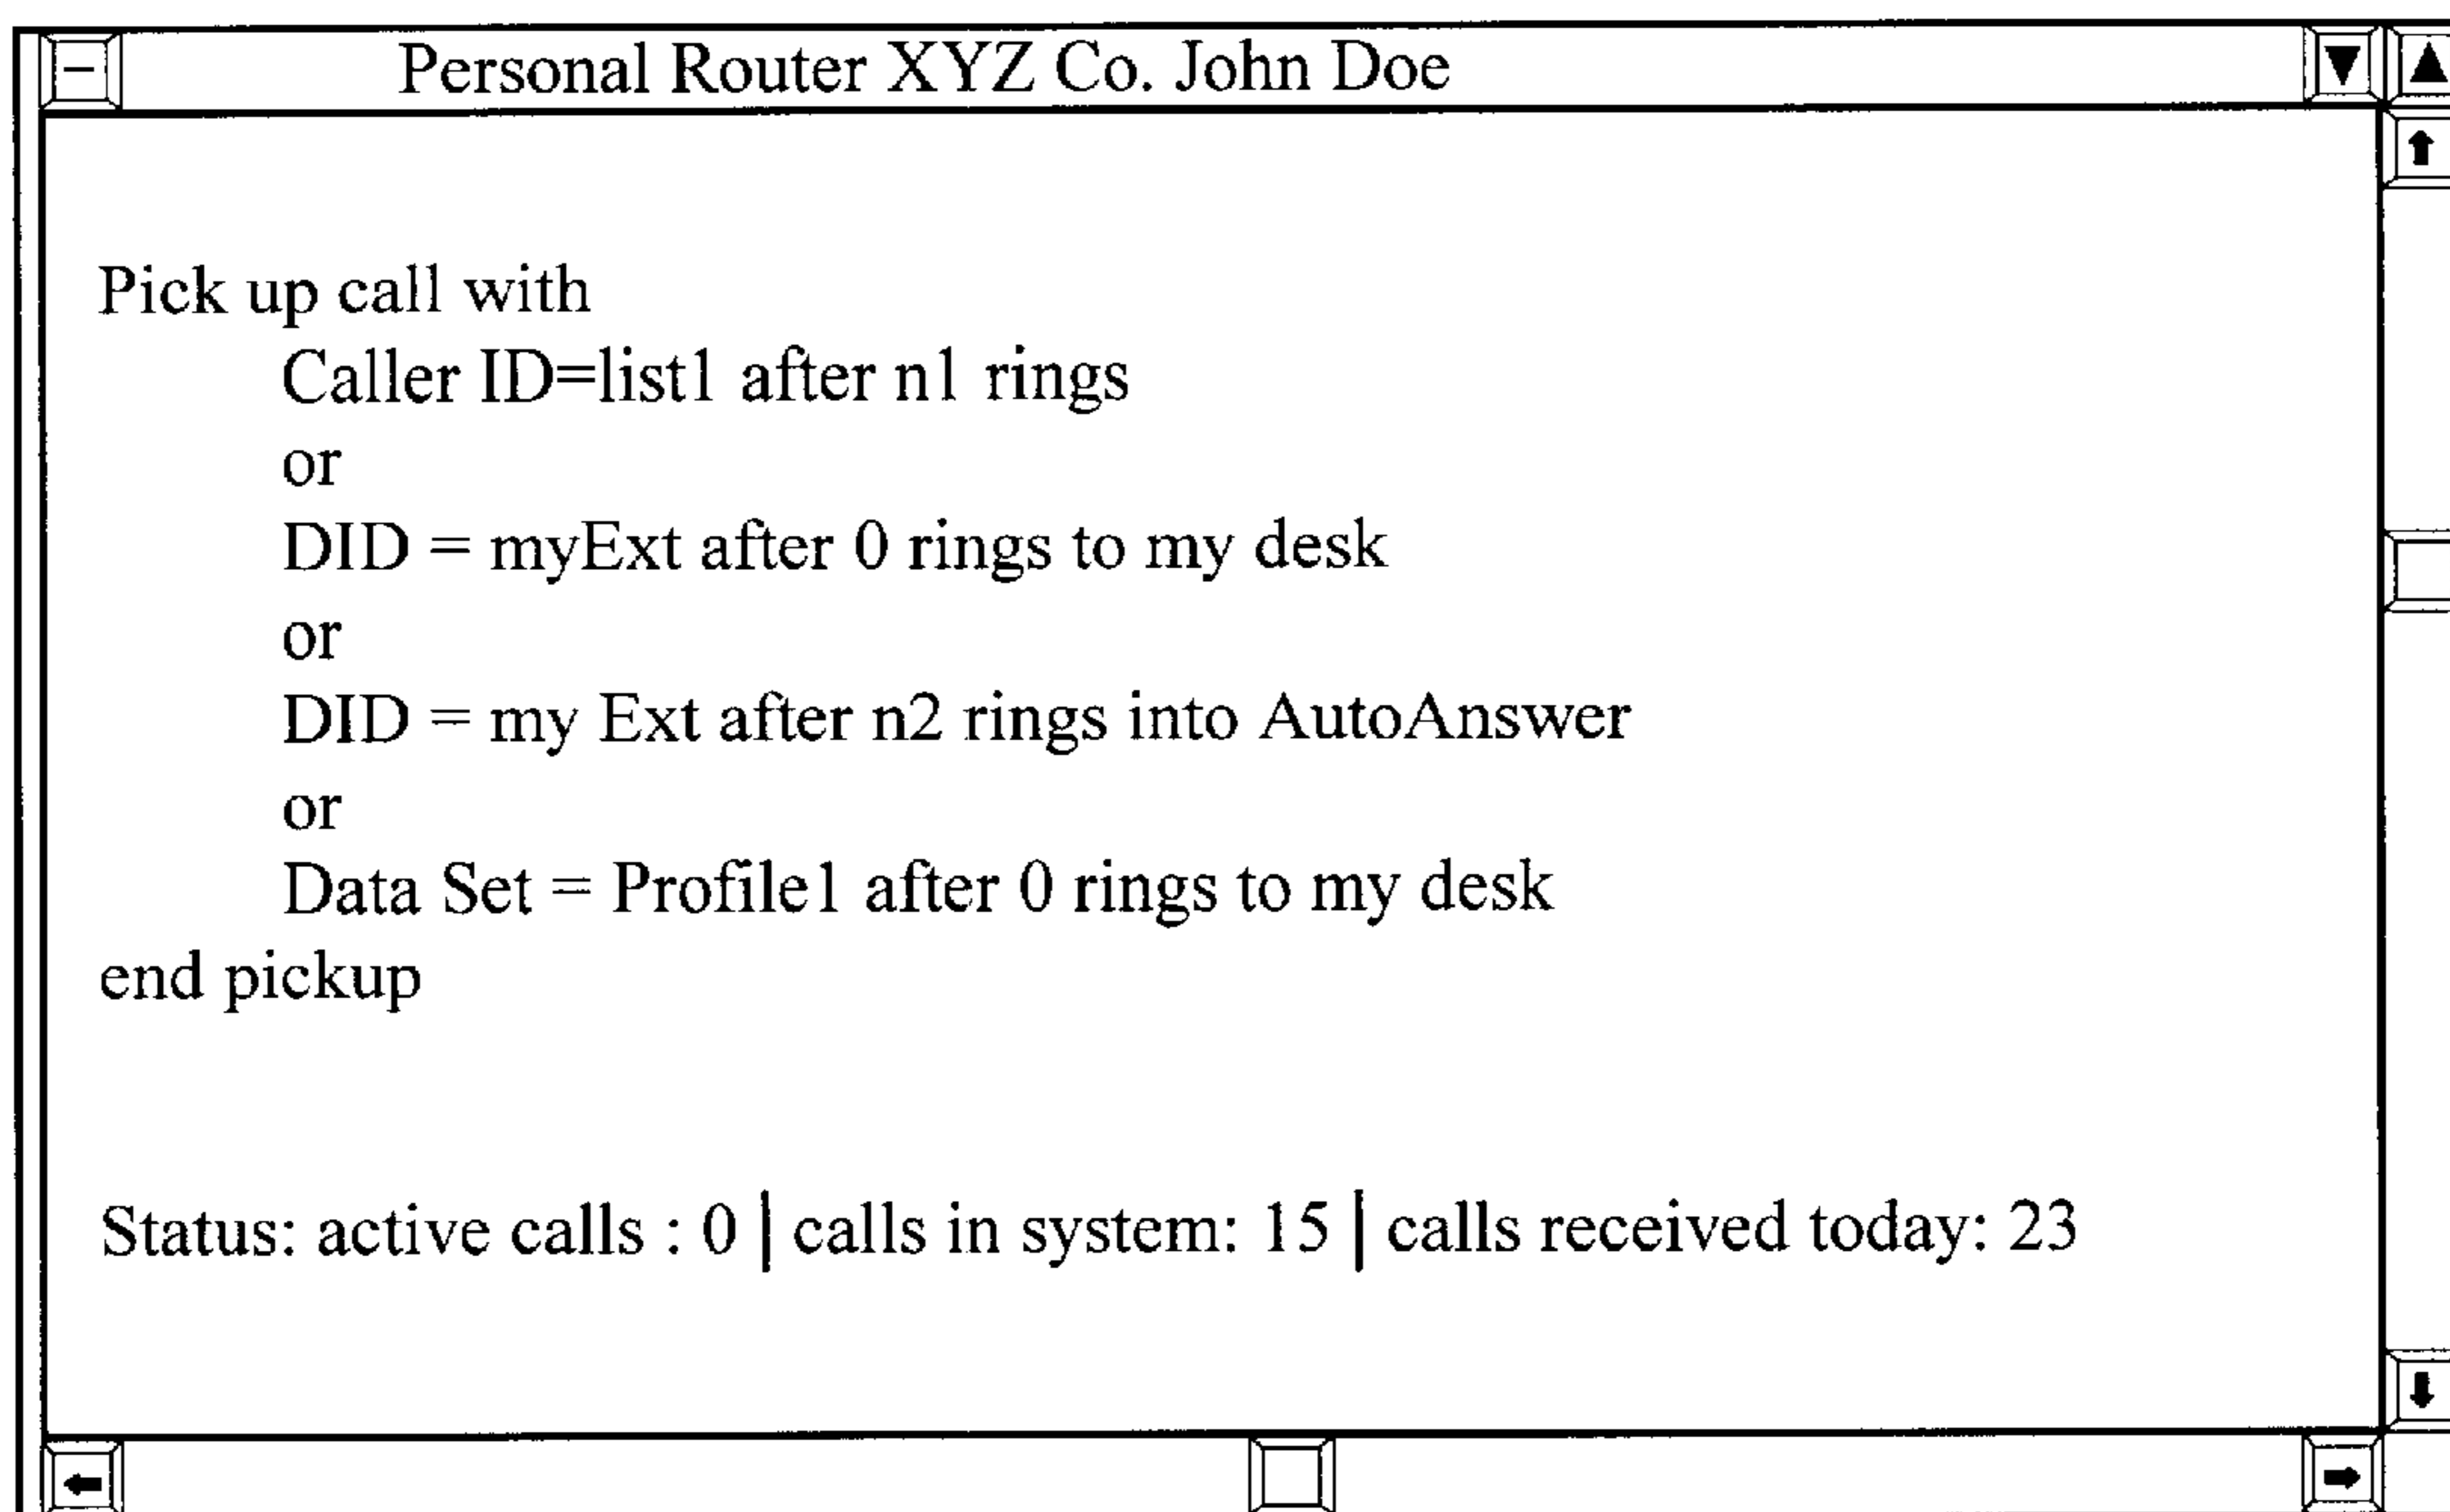 Personal Router XYZ Co. John Doe
Pick up call with
Caller ID=list1 after n1 rings
or
DID = myExt after 0 rings to my desk
or
DID = my Ext after n2 rings into AutoAnswer
or
Data Set = Profile1 after 0 rings to my desk
end pickup
Status: active calls : 0 | calls in system: 15 | calls received today: 23